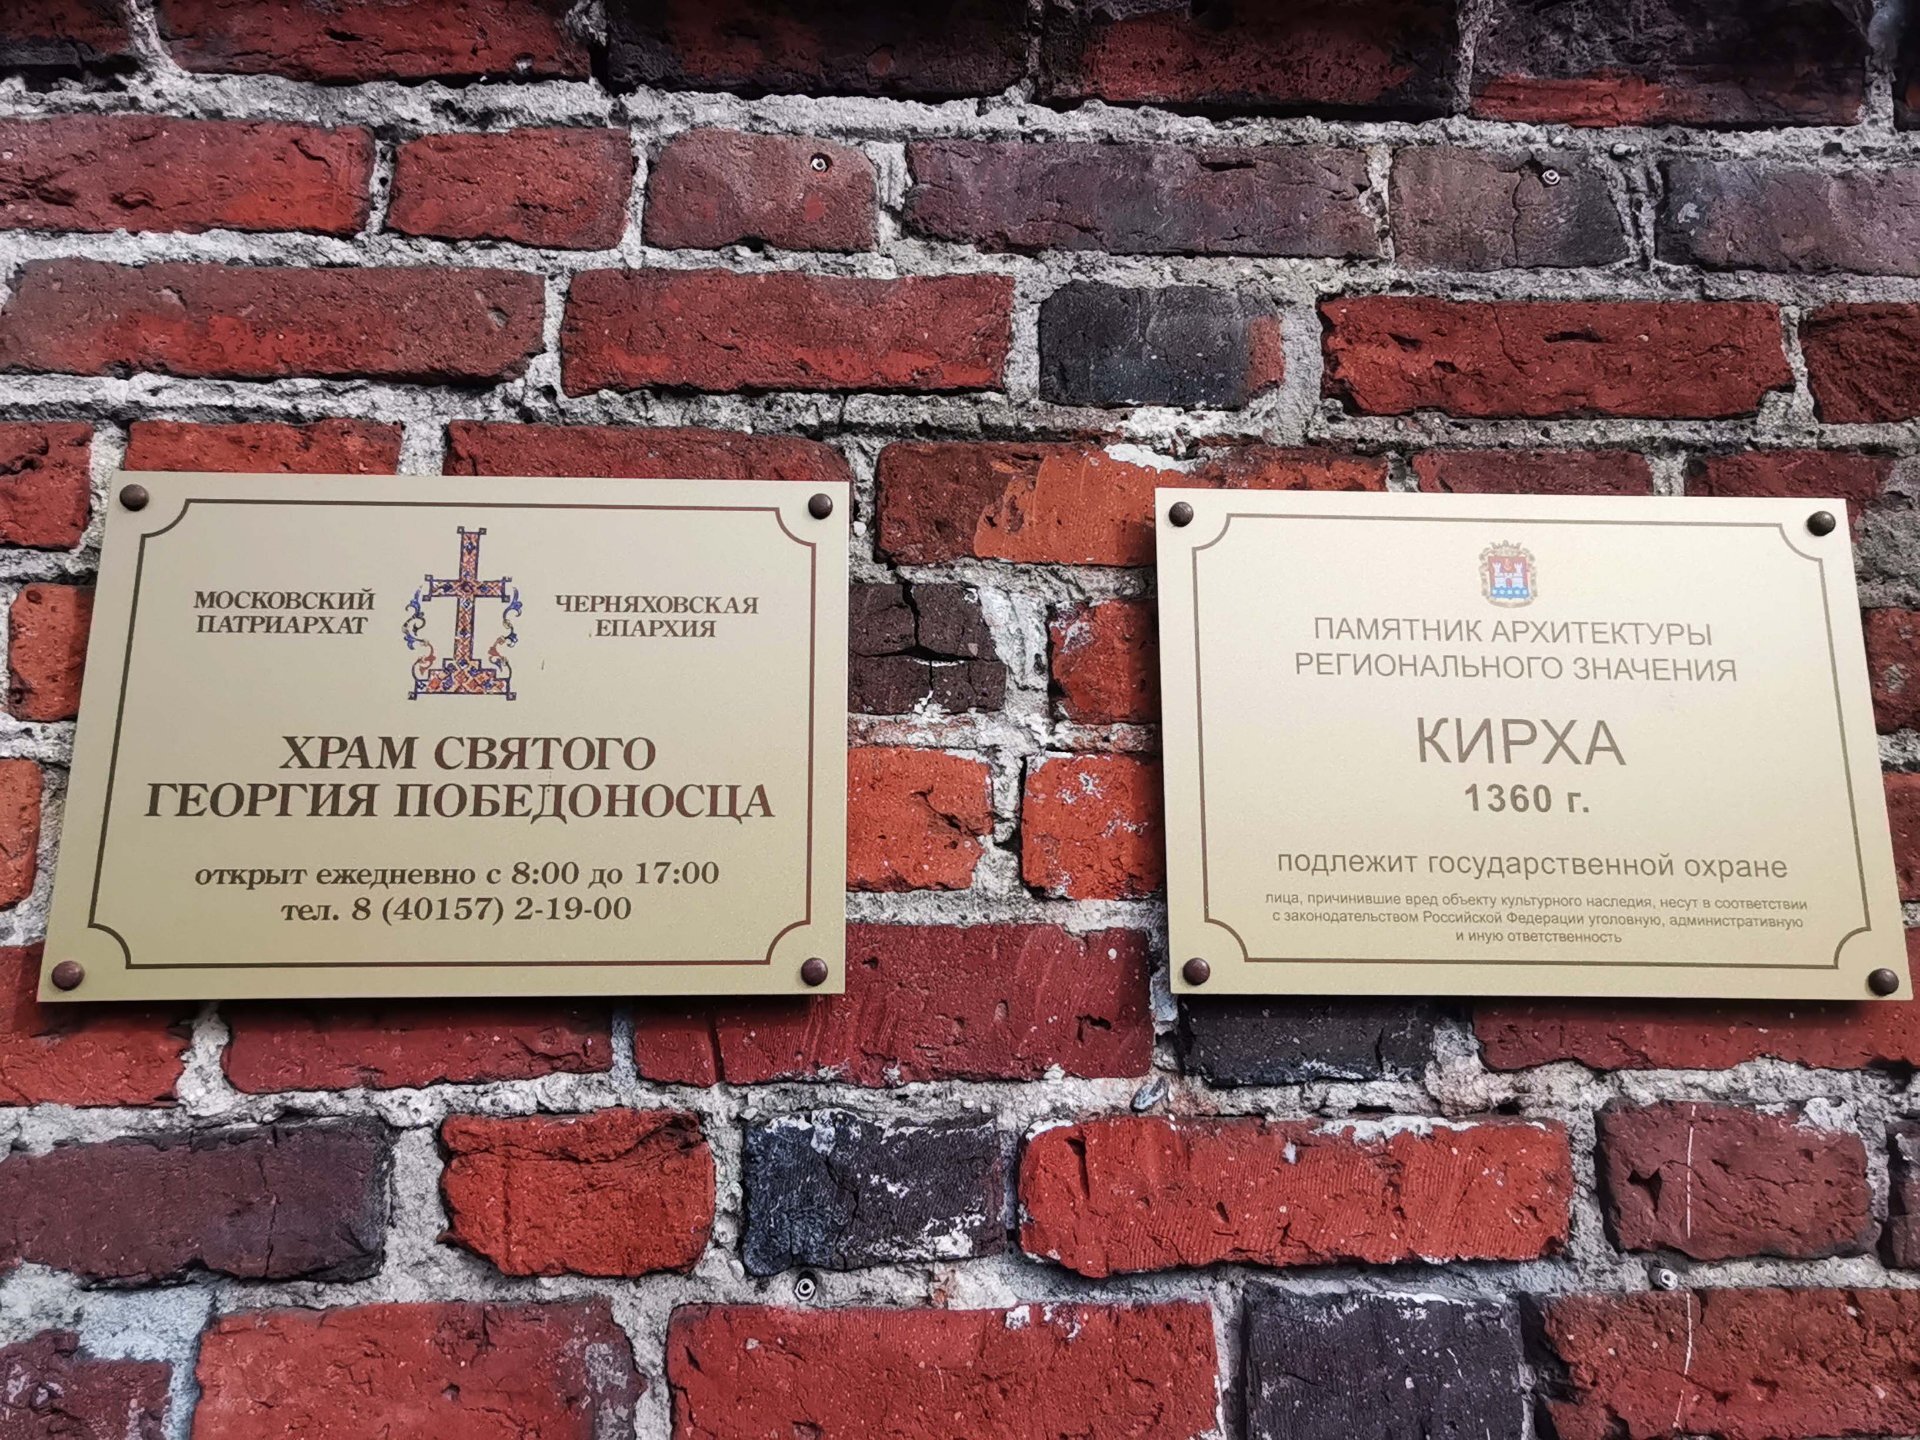 МОСКОВСКИЙ
ПАТРИАРХАТ
ЧЕРНЯХОВСКАЯ
ЕПАРХИЯ
ХРАМ СВЯТОГО
ГЕОРГИЯ ПОБЕДОНОСЦА
открыт ежедневно с 8:00 до 17:00
тел. 8 (40157) 2-19-00
ПАМЯТНИК АРХИТЕКТУРЫ
РЕГИОНАЛЬНОГО ЗНАЧЕНИЯ
КИРХА
1360 г.
подлежит государственной охране
лица, причинившие вред объекту культурного наследия, несут в соответствии
с законодательством Российской Федерации уголовную, административную
и иную ответственность